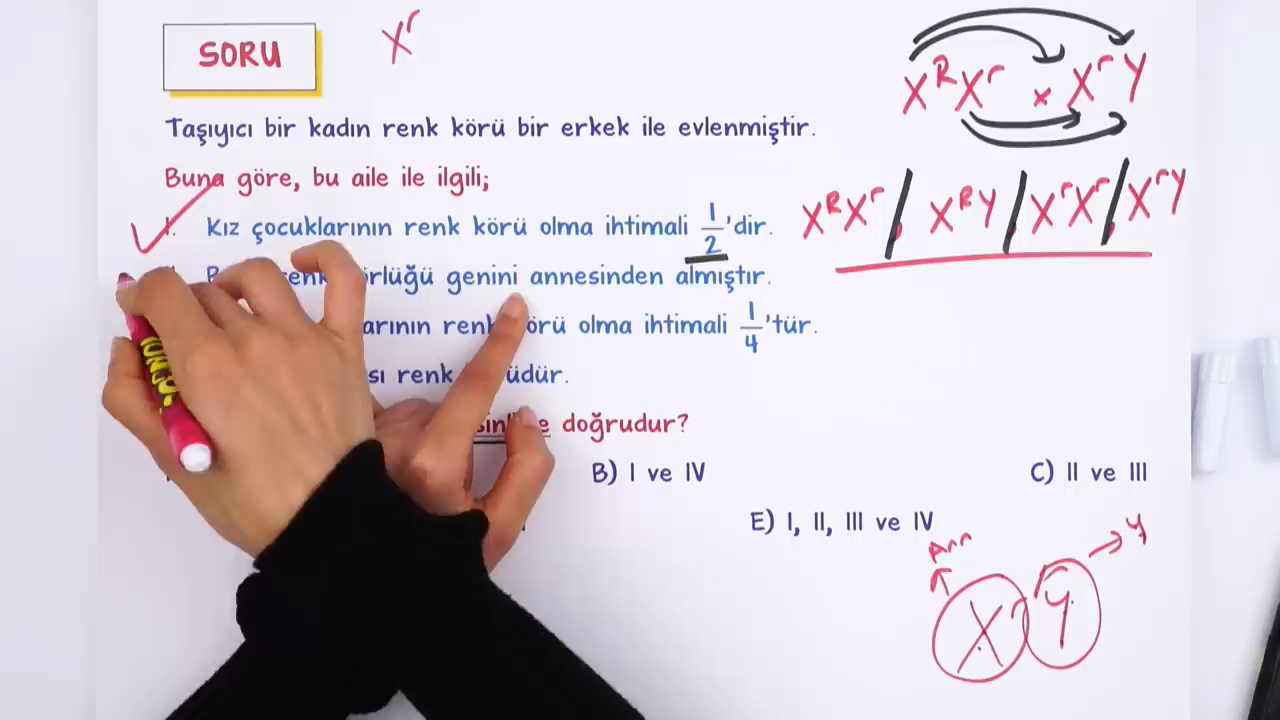 SORU
X^r
X^R X^r x X^r Y
Taşıyıcı bir kadın renk körü bir erkek ile evlenmiştir.
Buna göre, bu aile ile ilgili;
I. Kız çocuklarının renk körü olma ihtimali 1/2'dir.
X^R X^r / X^R Y / X^r X^r / X^r Y
genini annesinden almıştır.
olma ihtimali 1/4'tür.
renk
doğrudur?
B) I ve IV
C) II ve III
E) I, II, III ve IV
Ann
Y
X^r Y